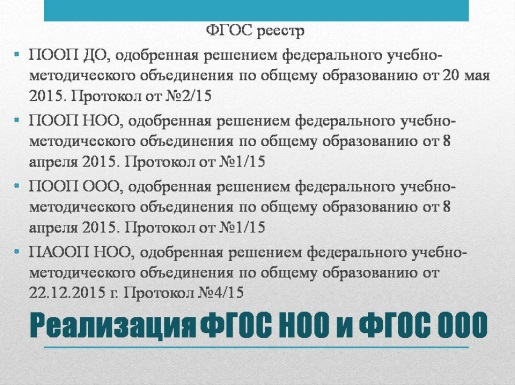 ФГОС реестр
▪ ПООП ДО, одобренная решением федерального учебно-
методического объединения по общему образованию от 20 мая
2015. Протокол от №2/15
▪ ПООП НОО, одобренная решением федерального учебно-
методического объединения по общему образованию от 8
апреля 2015. Протокол от №1/15
▪ ПООП ООО, одобренная решением федерального учебно-
методического объединения по общему образованию от 8
апреля 2015. Протокол от №1/15
▪ ПАООП НОО, одобренная решением федерального учебно-
методического объединения по общему образованию от
22.12.2015 г. Протокол №4/15
Реализация ФГОС НОО и ФГОС ООО